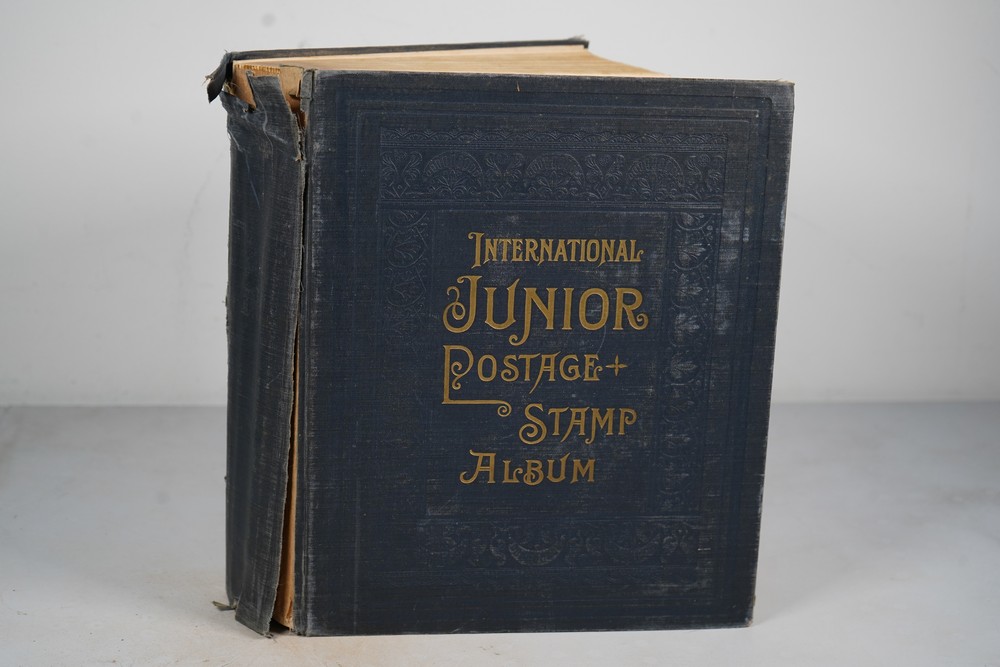 INTERNATIONAL
JUNIOR
POSTAGE
STAMP
ALBUM